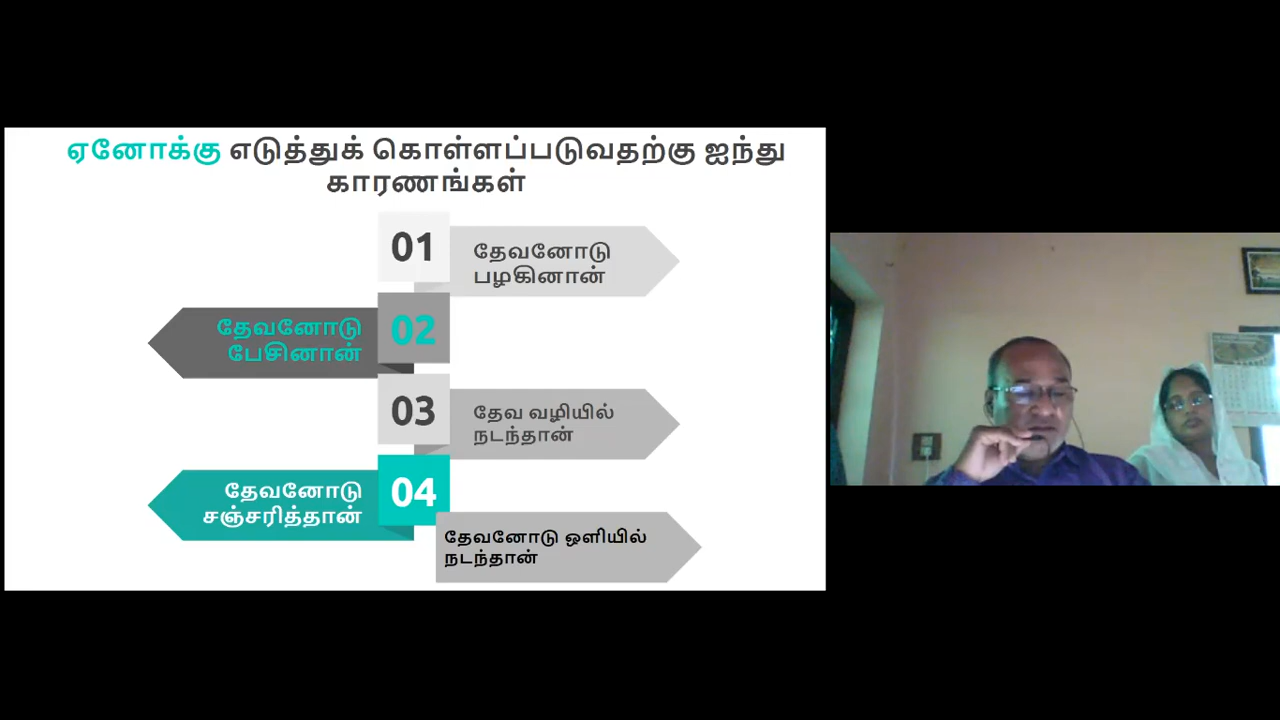 ஏனோக்கு எடுத்துக் கொள்ளப்படுவதற்கு ஐந்து
காரணங்கள்
01
தேவனோடு
பழகினான்
02
தேவனோடு
பேசினான்
03
தேவ வழியில்
நடந்தான்
04
தேவனோடு
சஞ்சரித்தான்
தேவனோடு ஒளியில்
நடந்தான்